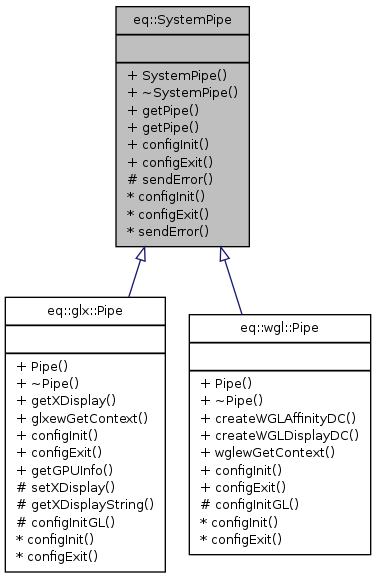 eq::SystemPipe
+ SystemPipe()
+ ~SystemPipe()
+ getPipe()
+ getPipe()
+ configInit()
+ configExit()
# sendError()
* configInit()
* configExit()
* sendError()
eq::glx::Pipe
+ Pipe()
+ ~Pipe()
+ getXDisplay()
+ glxewGetContext()
+ configInit()
+ configExit()
+ getGPUInfo()
# setXDisplay()
# getXDisplayString()
# configInitGL()
* configInit()
* configExit()
eq::wgl::Pipe
+ Pipe()
+ ~Pipe()
+ createWGLAffinityDC()
+ createWGLDisplayDC()
+ wglewGetContext()
+ configInit()
+ configExit()
# configInitGL()
* configInit()
* configExit()